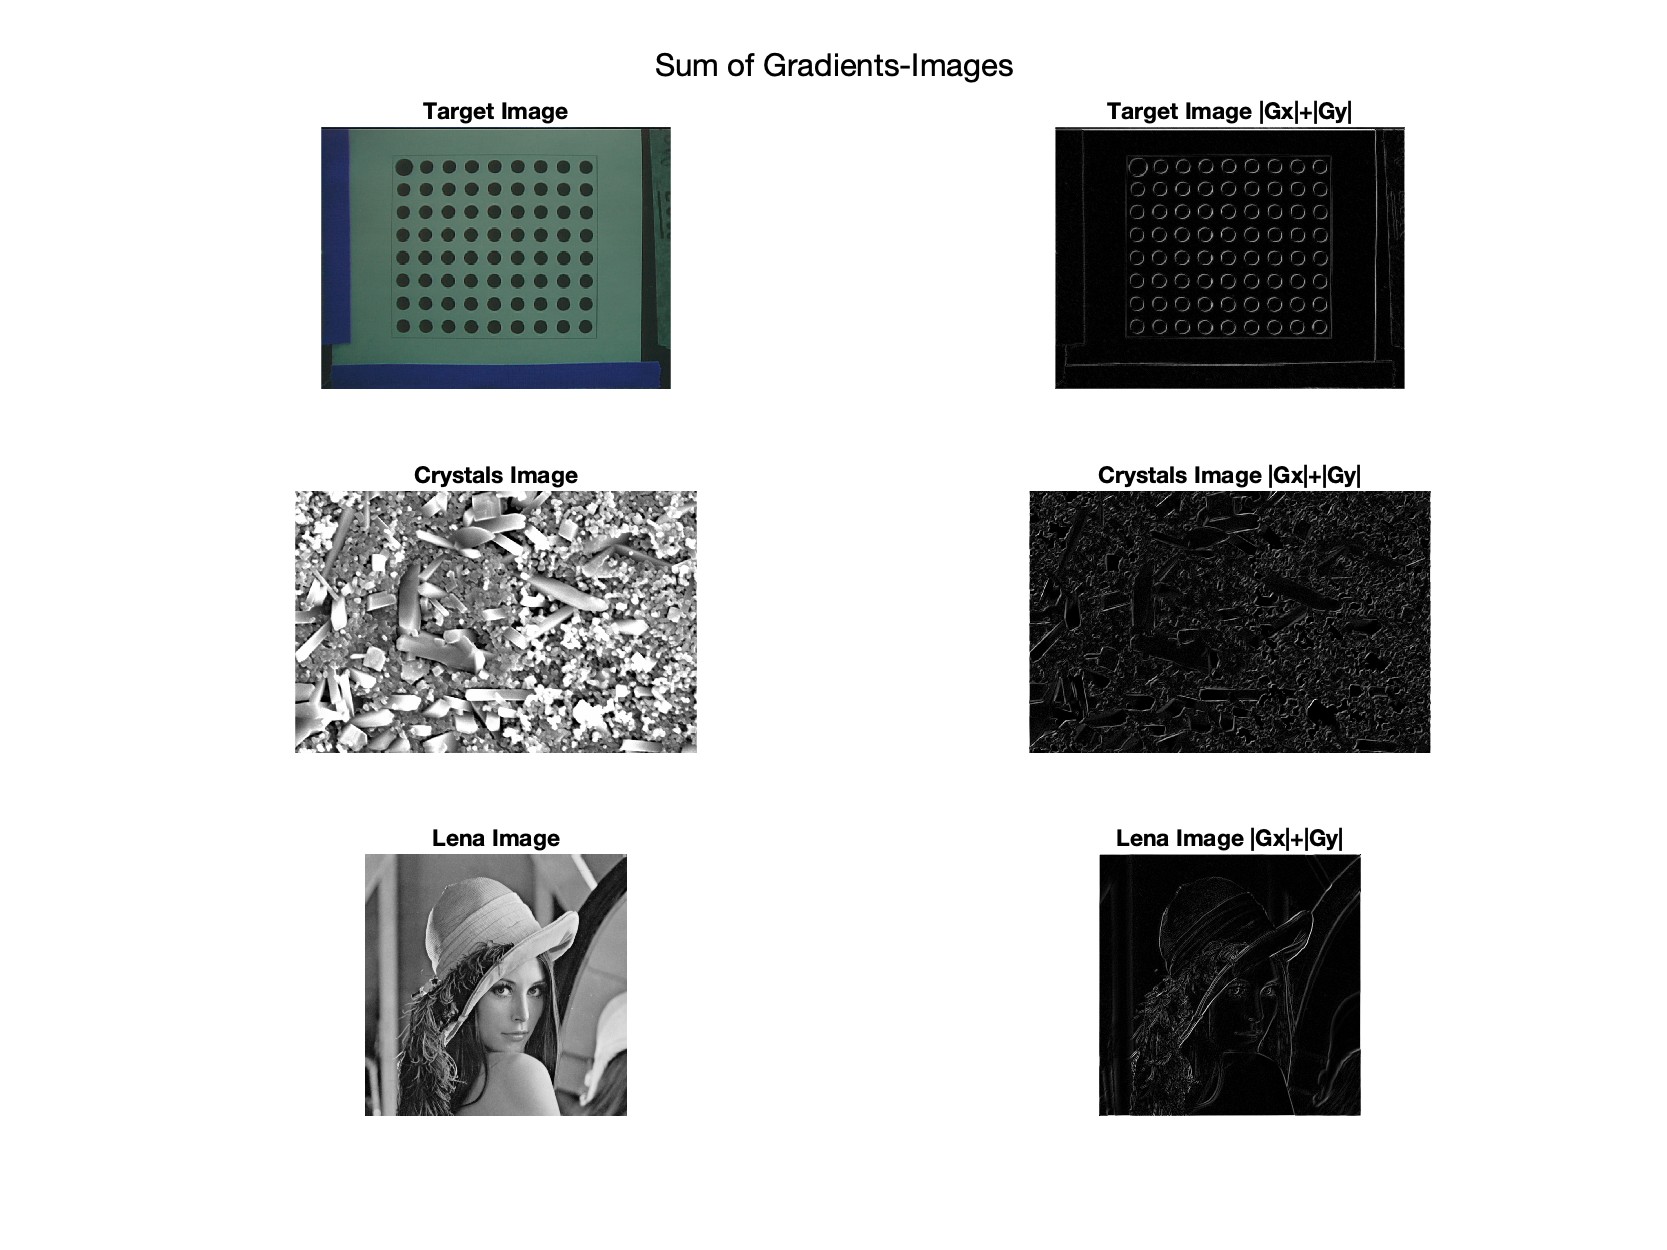 Sum of Gradients-Images
Target Image
Target Image |Gx|+|Gy|
Crystals Image
Crystals Image |Gx|+|Gy|
Lena Image
Lena Image |Gx|+|Gy|